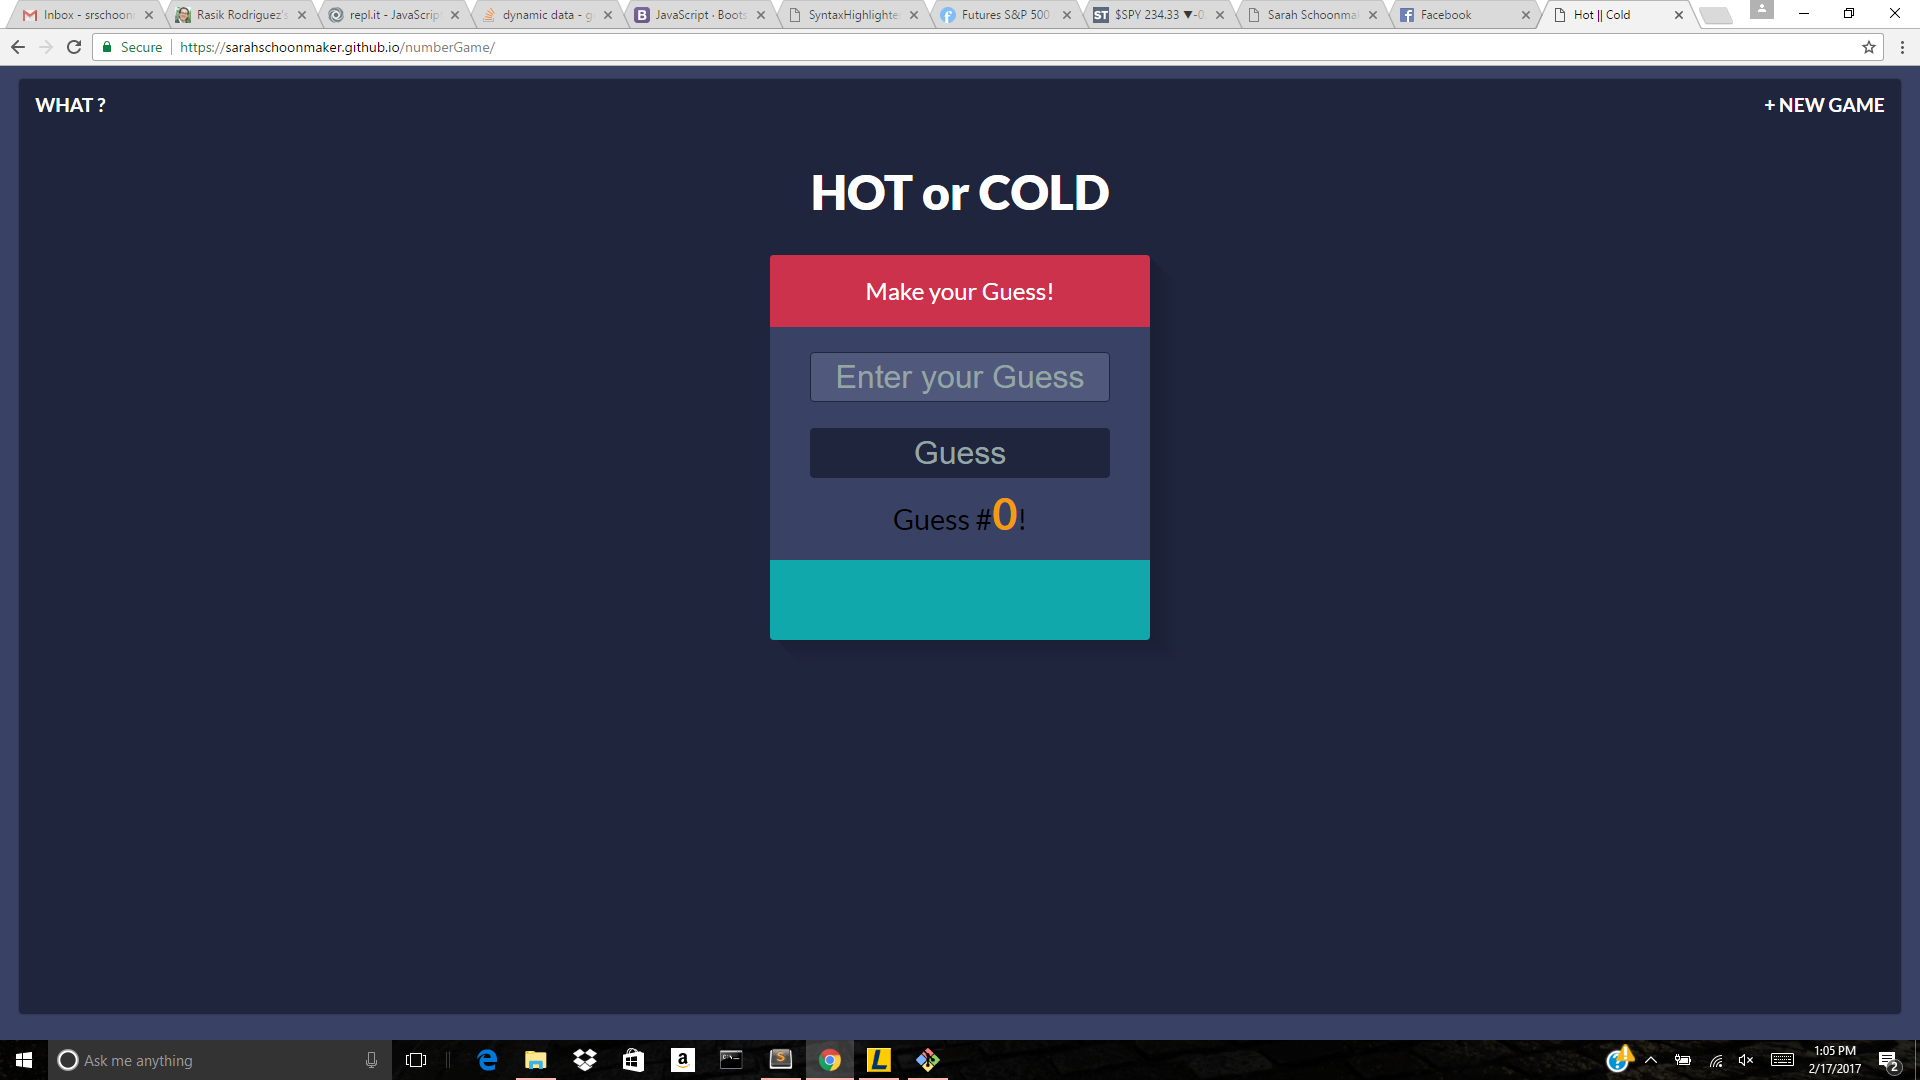 Inbox - srschoon
Rasik Rodriguez's
repl.it - JavaScrip
dynamic data - g
JavaScript · Boots
SyntaxHighlighte
Futures S&P 500
$SPY 234.33 ▼-0
Sarah Schoonma
Facebook
Hot || Cold
Secure
https://sarahschoonmaker.github.io/numberGame/
WHAT ?
+ NEW GAME
HOT or COLD
Make your Guess!
Enter your Guess
Guess
Guess #0!
Ask me anything
1:05 PM
2/17/2017
2